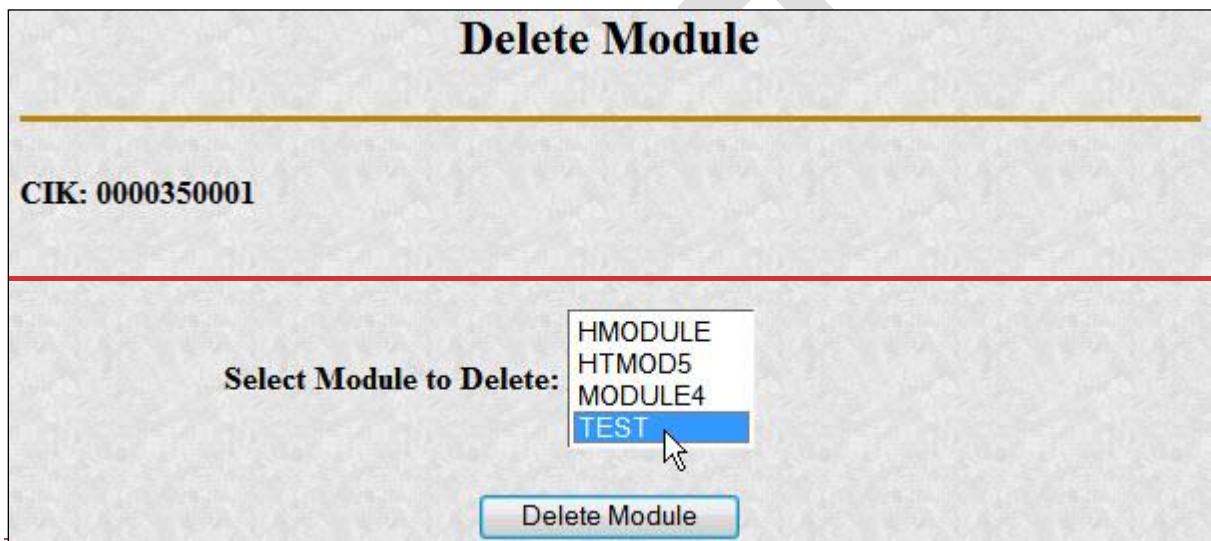 Delete Module
CIK: 0000350001
HMODULE
HTMOD5
Select Module to Delete:
MODULE4
TEST
Delete Module